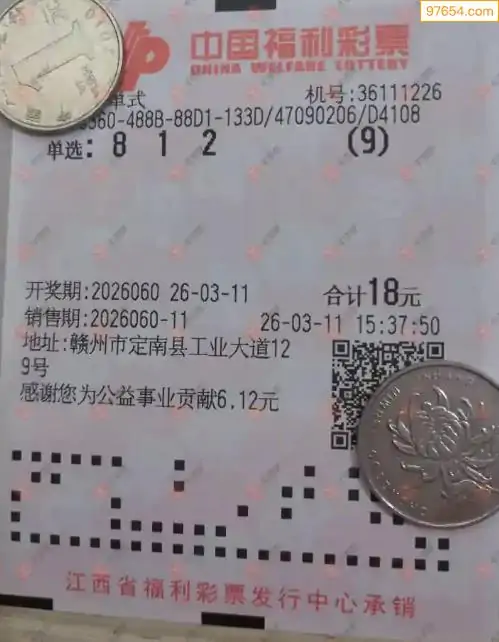 97654.com
中国福利彩票
CHINA WELFARE LOTTERY
单式 机号:36111226
360-488B-88D1-133D/47090206/D4108
单选: 8 1 2 (9)
开奖期:2026060 26-03-11 合计18元
销售期:2026060-11 26-03-11 15:37:50
地址:赣州市定南县工业大道12
9号
感谢您为公益事业贡献6.12元
江西省福利彩票发行中心承销